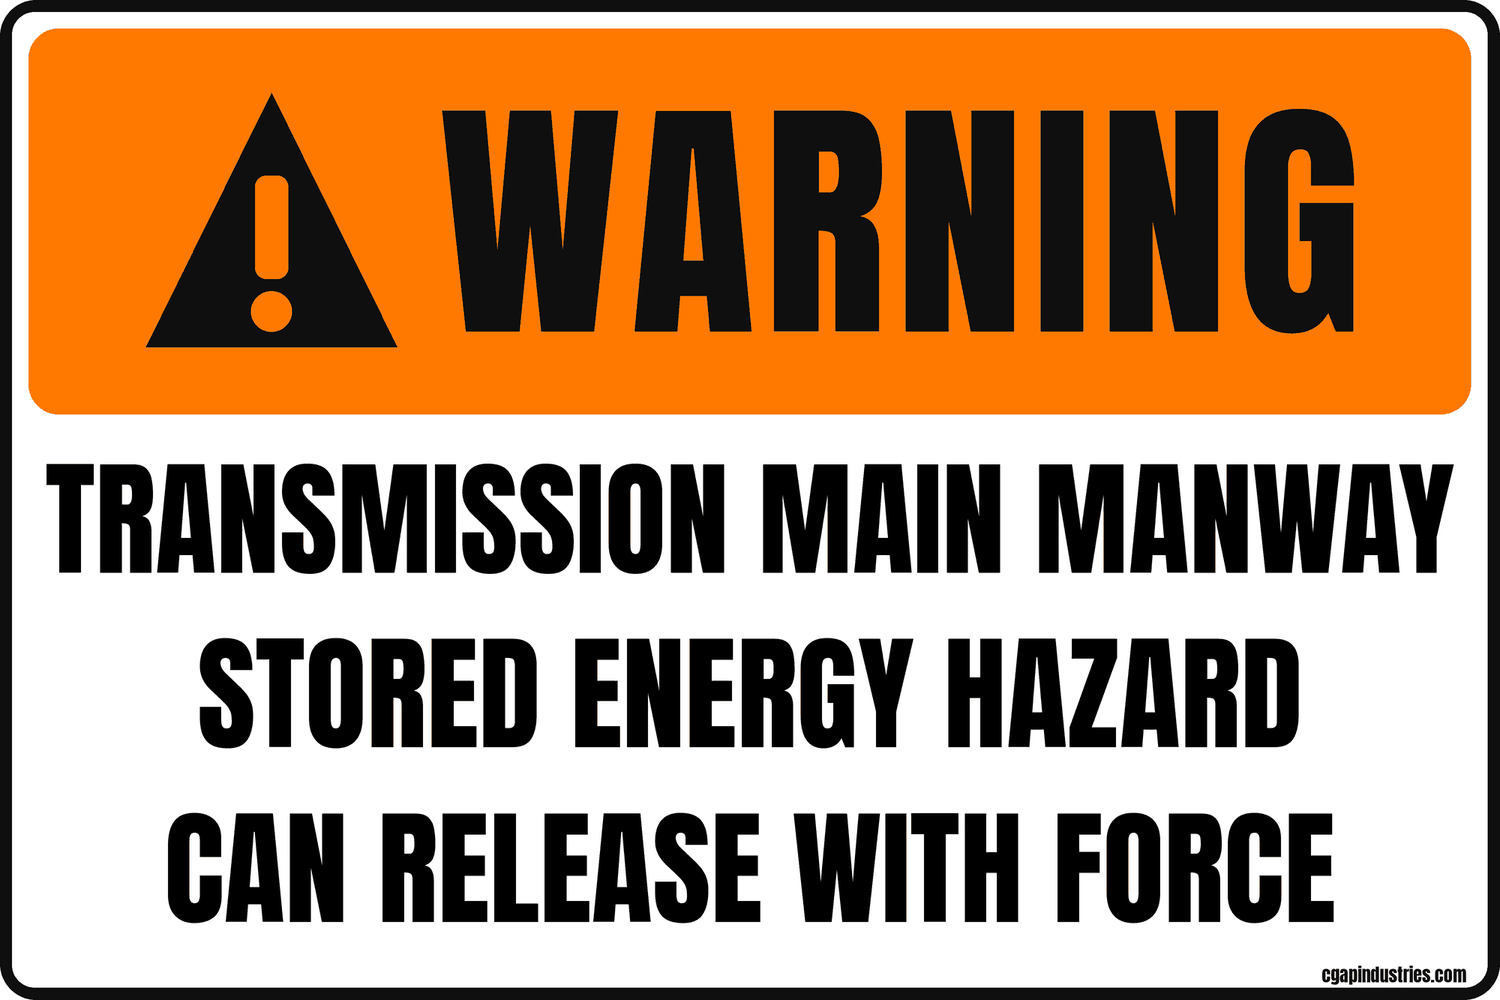 WARNING
TRANSMISSION MAIN MANWAY
STORED ENERGY HAZARD
CAN RELEASE WITH FORCE
cgapindustries.com